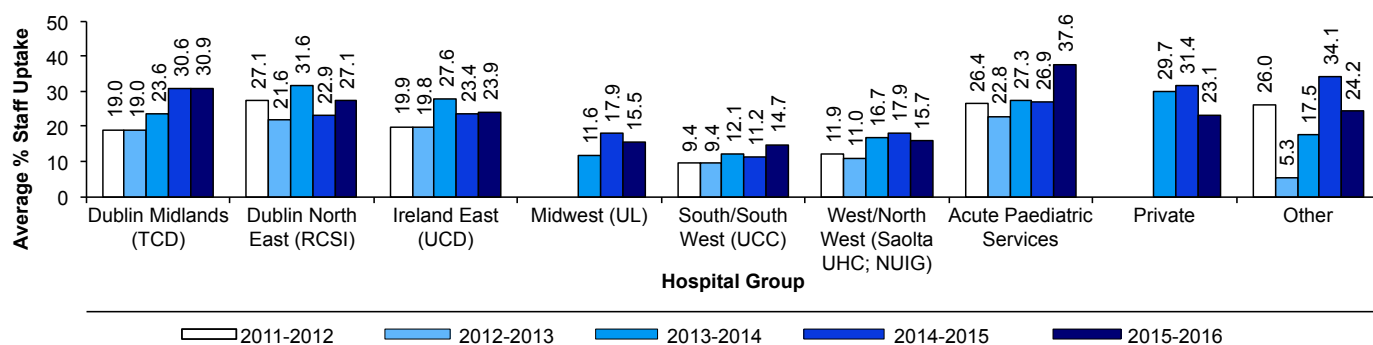 Average % Staff Uptake
50
40
30
20
10
0
19.0 19.0 23.6 30.6 30.9
27.1 21.6 31.6 22.9 27.1
19.9 19.8 27.6 23.4 23.9
11.6 17.9 15.5
9.4 9.4 12.1 11.2 14.7
11.9 11.0 16.7 17.9 15.7
26.4 22.8 27.3 26.9 37.6
29.7 31.4 23.1
26.0 5.3 17.5 34.1 24.2
Dublin Midlands
(TCD)
Dublin North
East (RCSI)
Ireland East
(UCD)
Midwest (UL)
South/South
West (UCC)
West/North
West (Saolta
UHC; NUIG)
Acute Paediatric
Services
Private
Other
Hospital Group
2011-2012 2012-2013 2013-2014 2014-2015 2015-2016